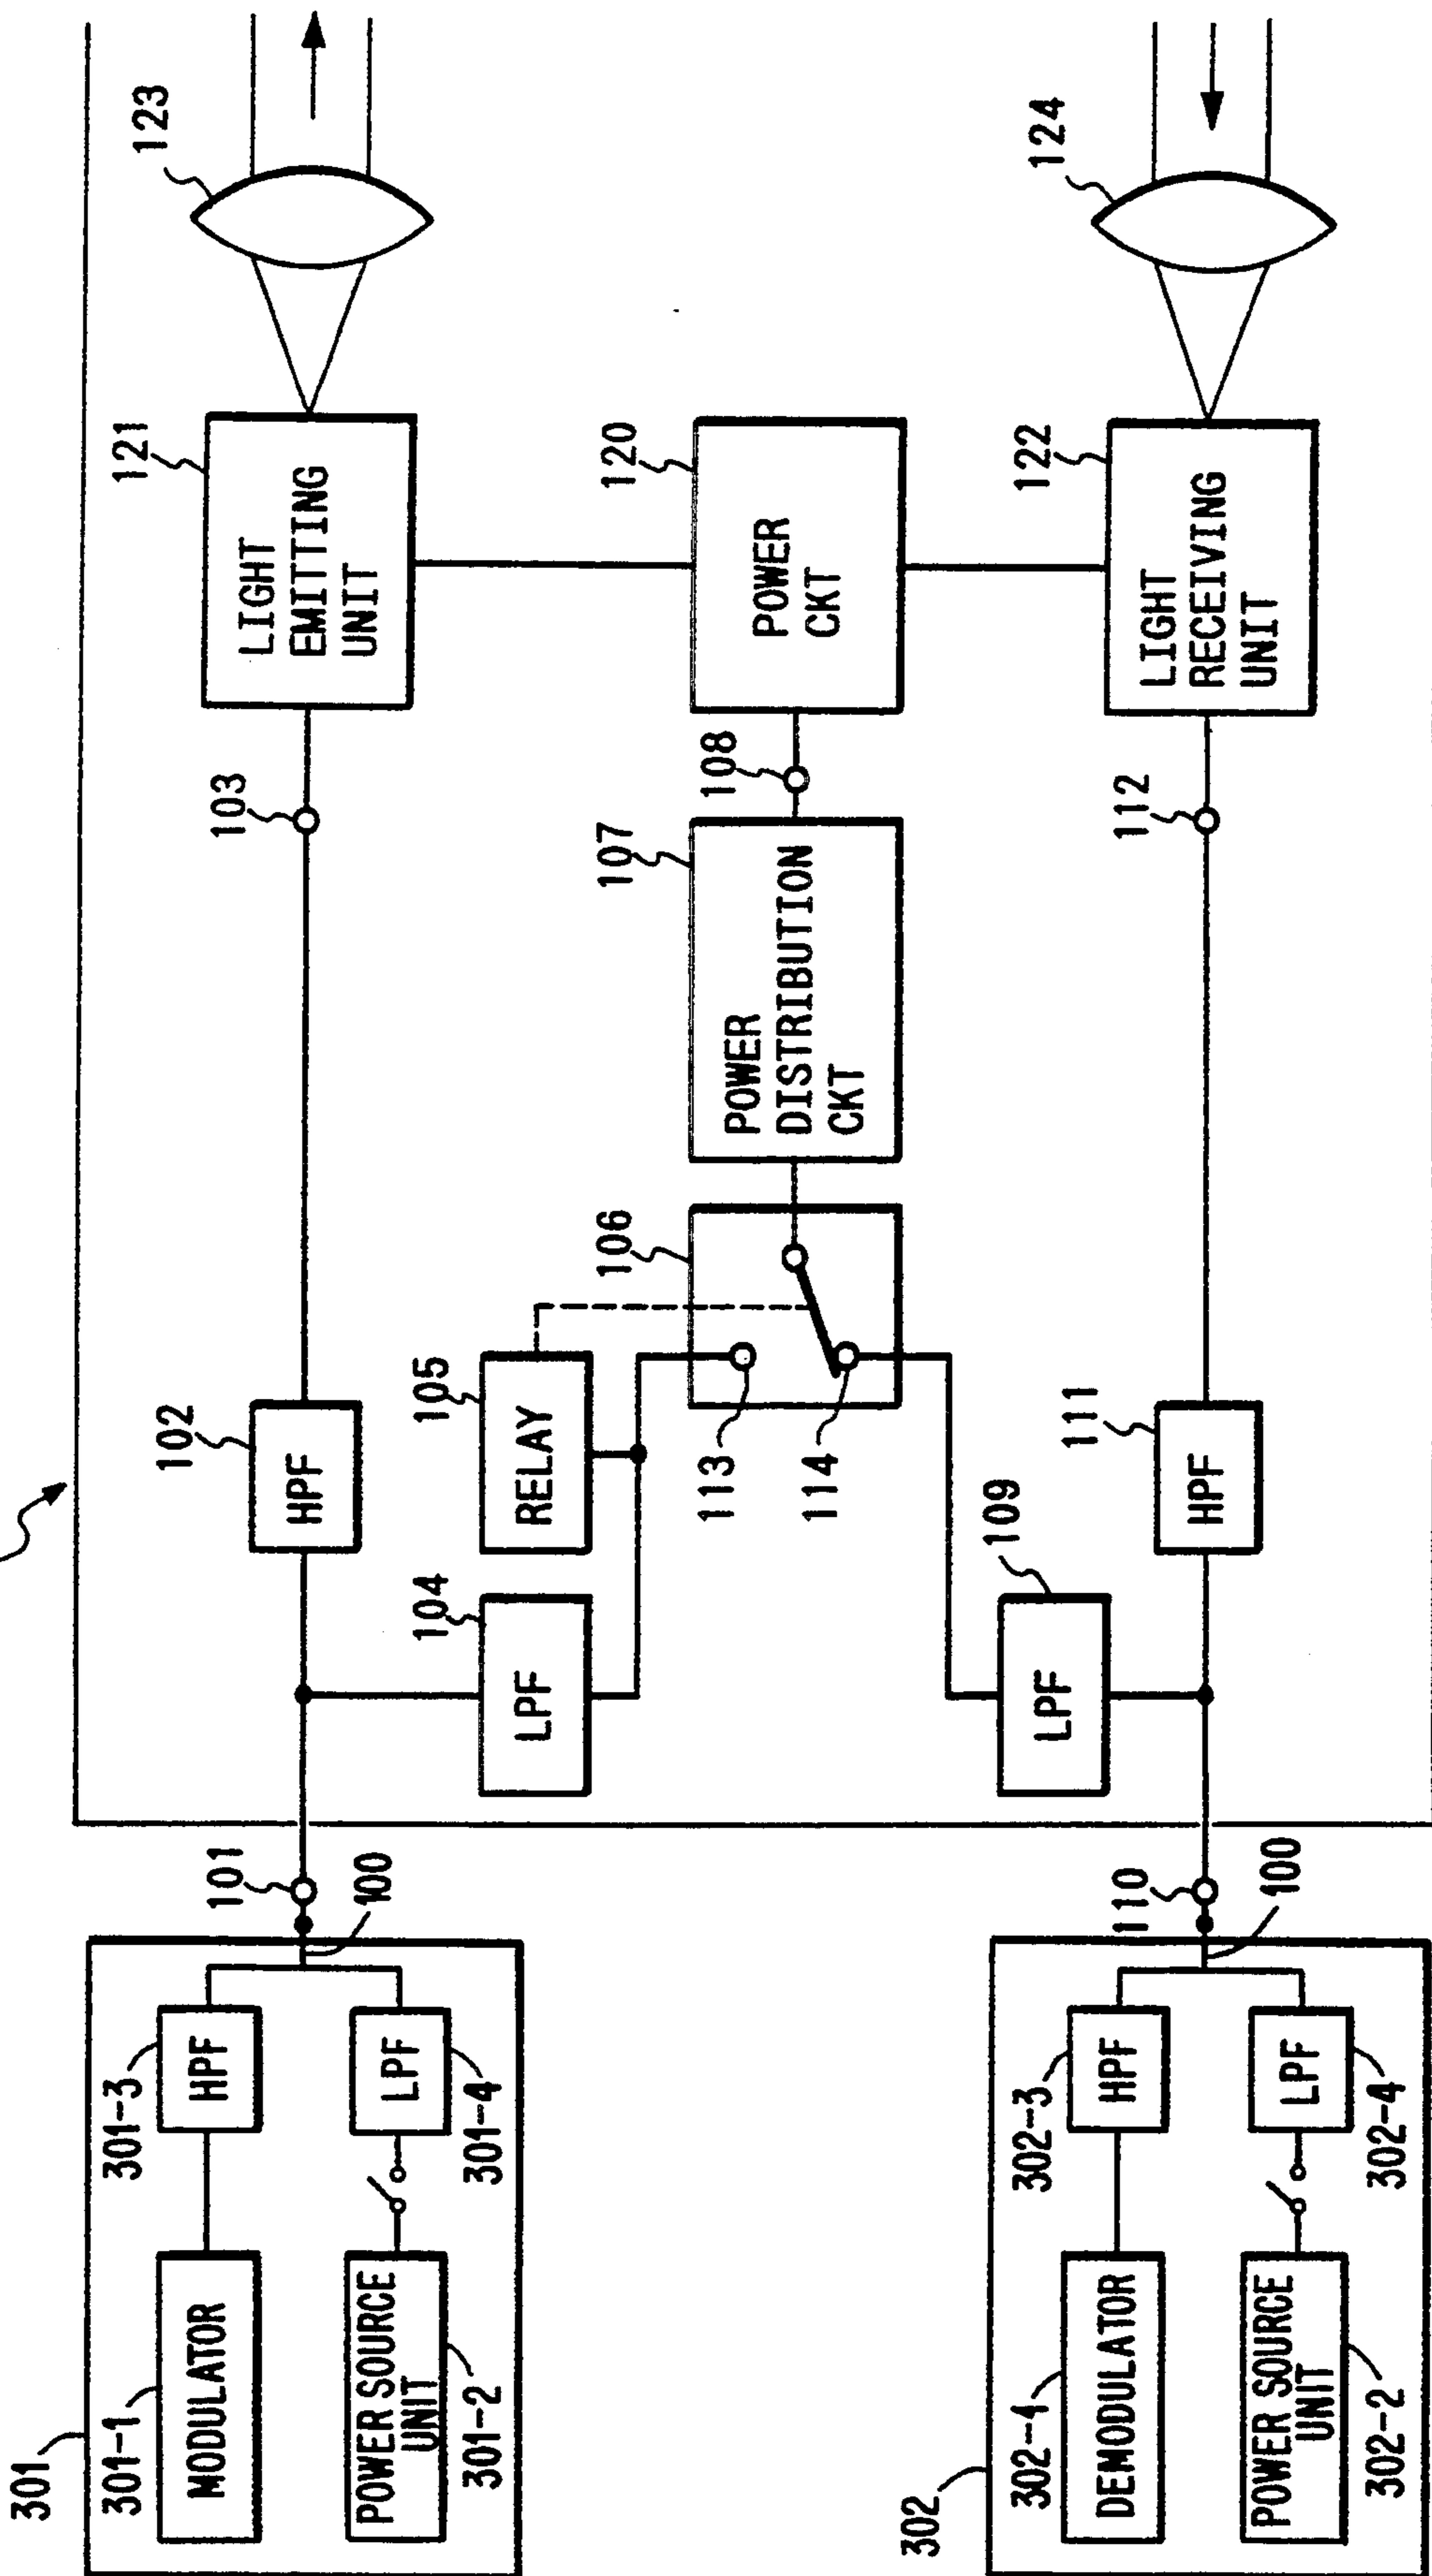 301
301-1
MODULATOR
301-3
HPF
POWER SOURCE
UNIT
301-2
LPF
301-4
101
100
102
HPF
103
121
LIGHT
EMITTING
UNIT
123
104
LPF
105
RELAY
106
113
114
107
POWER
DISTRIBUTION
CKT
108
120
POWER
CKT
109
LPF
302
302-1
DEMODULATOR
302-3
HPF
POWER SOURCE
UNIT
302-2
LPF
302-4
110
100
111
HPF
112
122
LIGHT
RECEIVING
UNIT
124